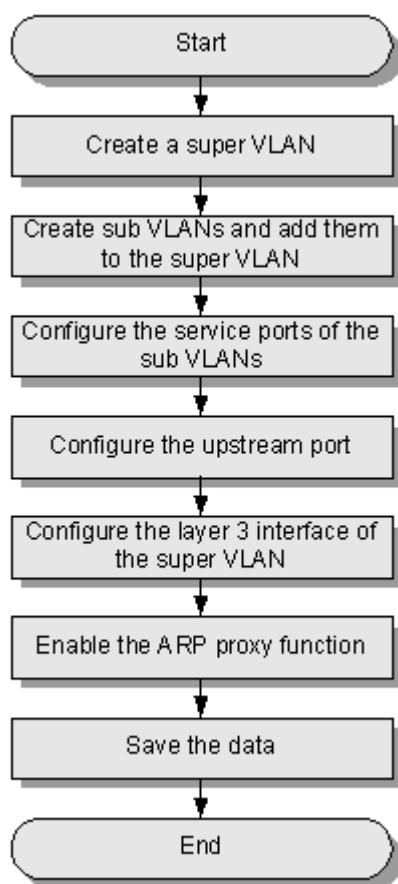 Start
Create a super VLAN
Create sub VLANs and add them
to the super VLAN
Configure the service ports of the
sub VLANs
Configure the upstream port
Configure the layer 3 interface of
the super VLAN
Enable the ARP proxy function
Save the data
End